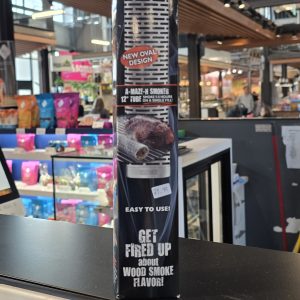 NEW OVAL
DESIGN
A-MAZE-N SMOKER
12" TUBE
EASY TO USE!
GET
FIRED UP
about
WOOD SMOKE
FLAVOR!